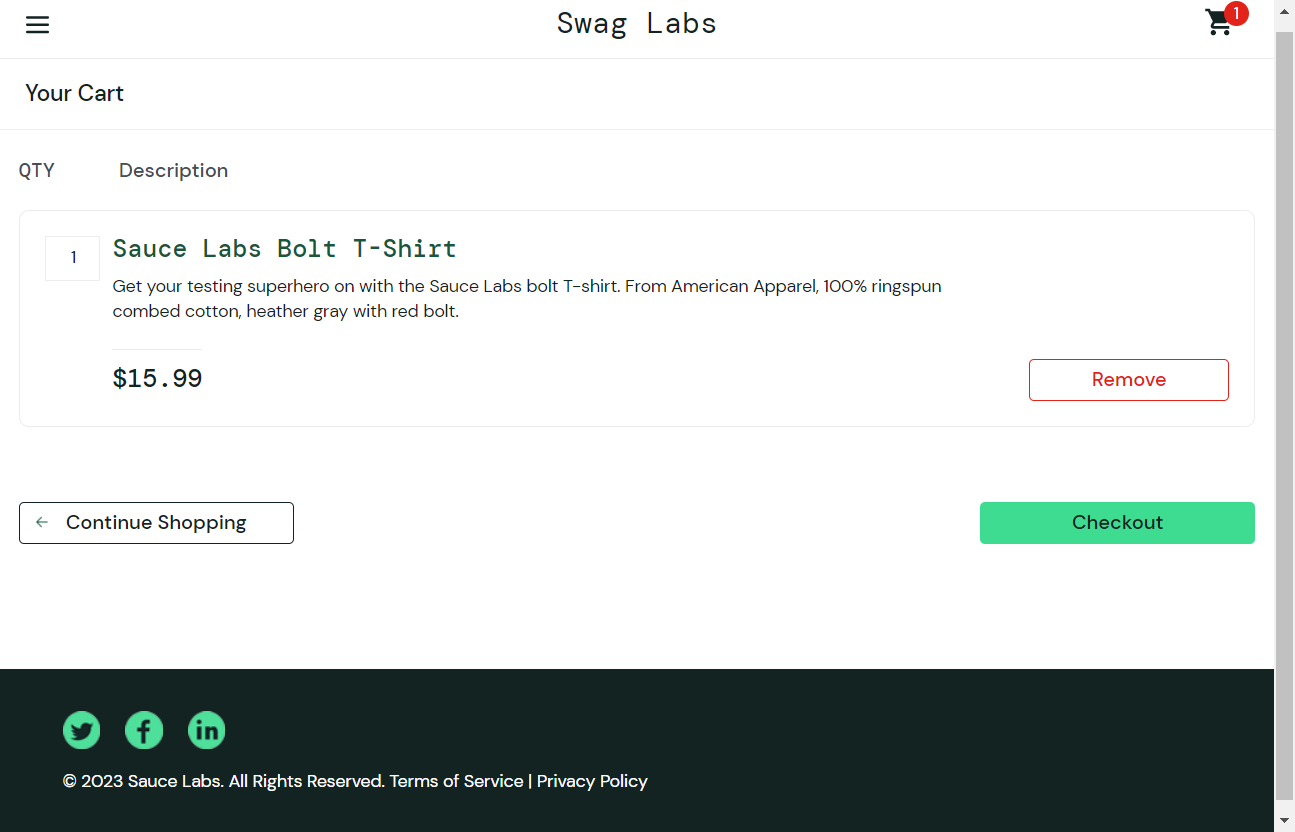 Swag Labs
1
Your Cart
QTY Description
1
Sauce Labs Bolt T-Shirt
Get your testing superhero on with the Sauce Labs bolt T-shirt. From American Apparel, 100% ringspun
combed cotton, heather gray with red bolt.
$15.99
Remove
Continue Shopping
Checkout
© 2023 Sauce Labs. All Rights Reserved. Terms of Service | Privacy Policy